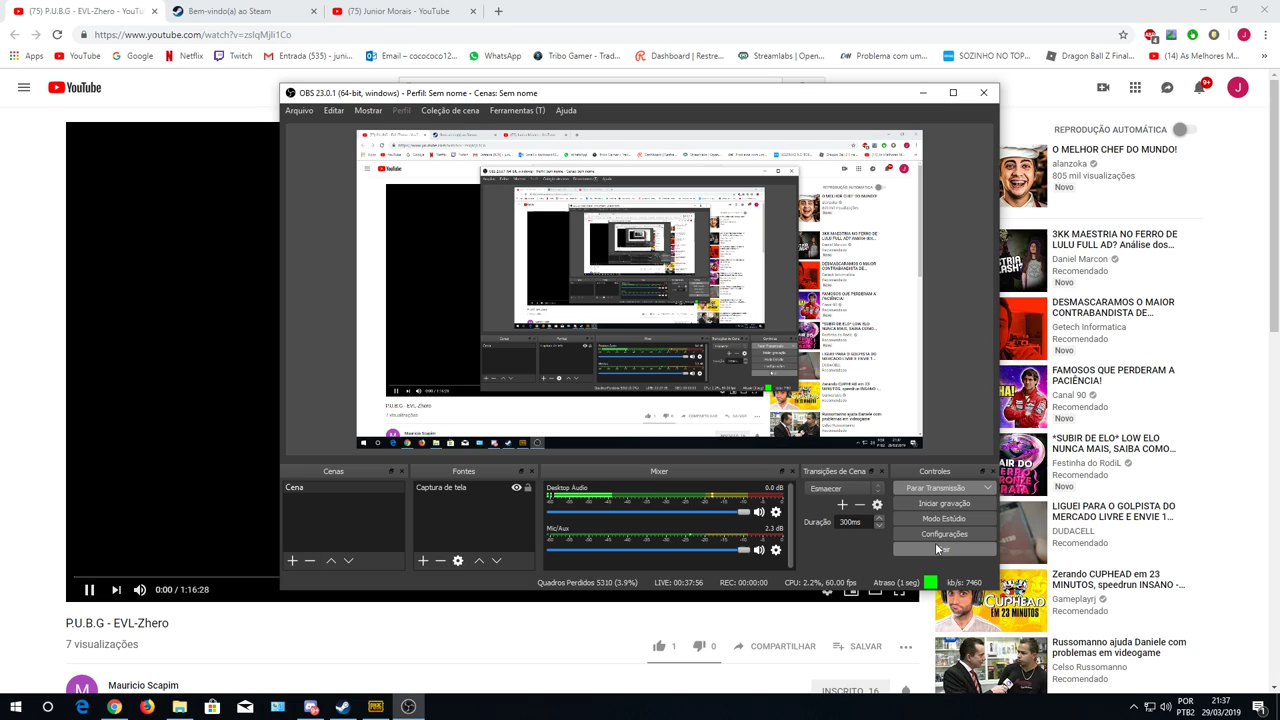 (75) P.U.B.G - EVL-Zhero - YouTube
Bem-vindo(a) ao Steam
(75) Junior Morais - YouTube
https://www.youtube.com/watch?v=zslqMjli1Co
Apps
YouTube
Google
Netflix
Twitch
Entrada (535) - juni...
Email – cocococo1...
WhatsApp
Tribo Gamer - Trad...
Dashboard | Restre...
Streamlabs | Open...
Problema com um...
SOZINHO NO TOP...
Dragon Ball Z Final...
(14) As Melhores M...
YouTube
9+
J
OBS 23.0.1 (64-bit, windows) - Perfil: Sem nome - Cenas: Sem nome
Arquivo
Editar
Mostrar
Perfil
Coleção de cena
Ferramentas (T)
Ajuda
Cenas
Fontes
Mixer
Transições de Cena
Controles
Cena
Captura de tela
Desktop Audio
0.0 dB
Mic/Aux
2.3 dB
Esmaecer
Duração
300ms
Parar Transmissão
Iniciar gravação
Modo Estúdio
Configurações
Quadros Perdidos 5310 (3.9%)
LIVE: 00:37:56
REC: 00:00:00
CPU: 2.2%, 60.00 fps
Atraso (1 seg)
kb/s: 7460
0:00 / 1:16:28
P.U.B.G - EVL-Zhero
7 visualizações
1
0
COMPARTILHAR
SALVAR
M
Mauricio Scapim
INSCRITO 16
REPRODUÇÃO AUTOMÁTICA
O MELHOR CHEF DO MUNDO!
alanzoka
805 mil visualizações
Novo
3KK MAESTRIA NO FERRO DE
LULU FULL AD? Análise dos...
Daniel Marcon
Recomendado
Novo
DESMASCARAMOS O MAIOR
CONTRABANDISTA DE...
Getech Informática
Recomendado
Novo
FAMOSOS QUE PERDERAM A
PACIÊNCIA!
Canal 90
Recomendado
Novo
*SUBIR DE ELO* LOW ELO
NUNCA MAIS, SAIBA COMO...
Festinha do RodiL
Recomendado
Novo
LIGUEI PARA O GOLPISTA DO
MERCADO LIVRE E ENVIE 1...
DUDACELL
Recomendado
Zerando CUPHEAD em 23
MINUTOS, speedrun INSANO -...
Gameplayrj
Recomendado
CUPHEAD
EM 23 MINUTOS
Russomanno ajuda Daniele com
problemas em videogame
Celso Russomanno
Recomendado
POR
PTB2
21:37
29/03/2019